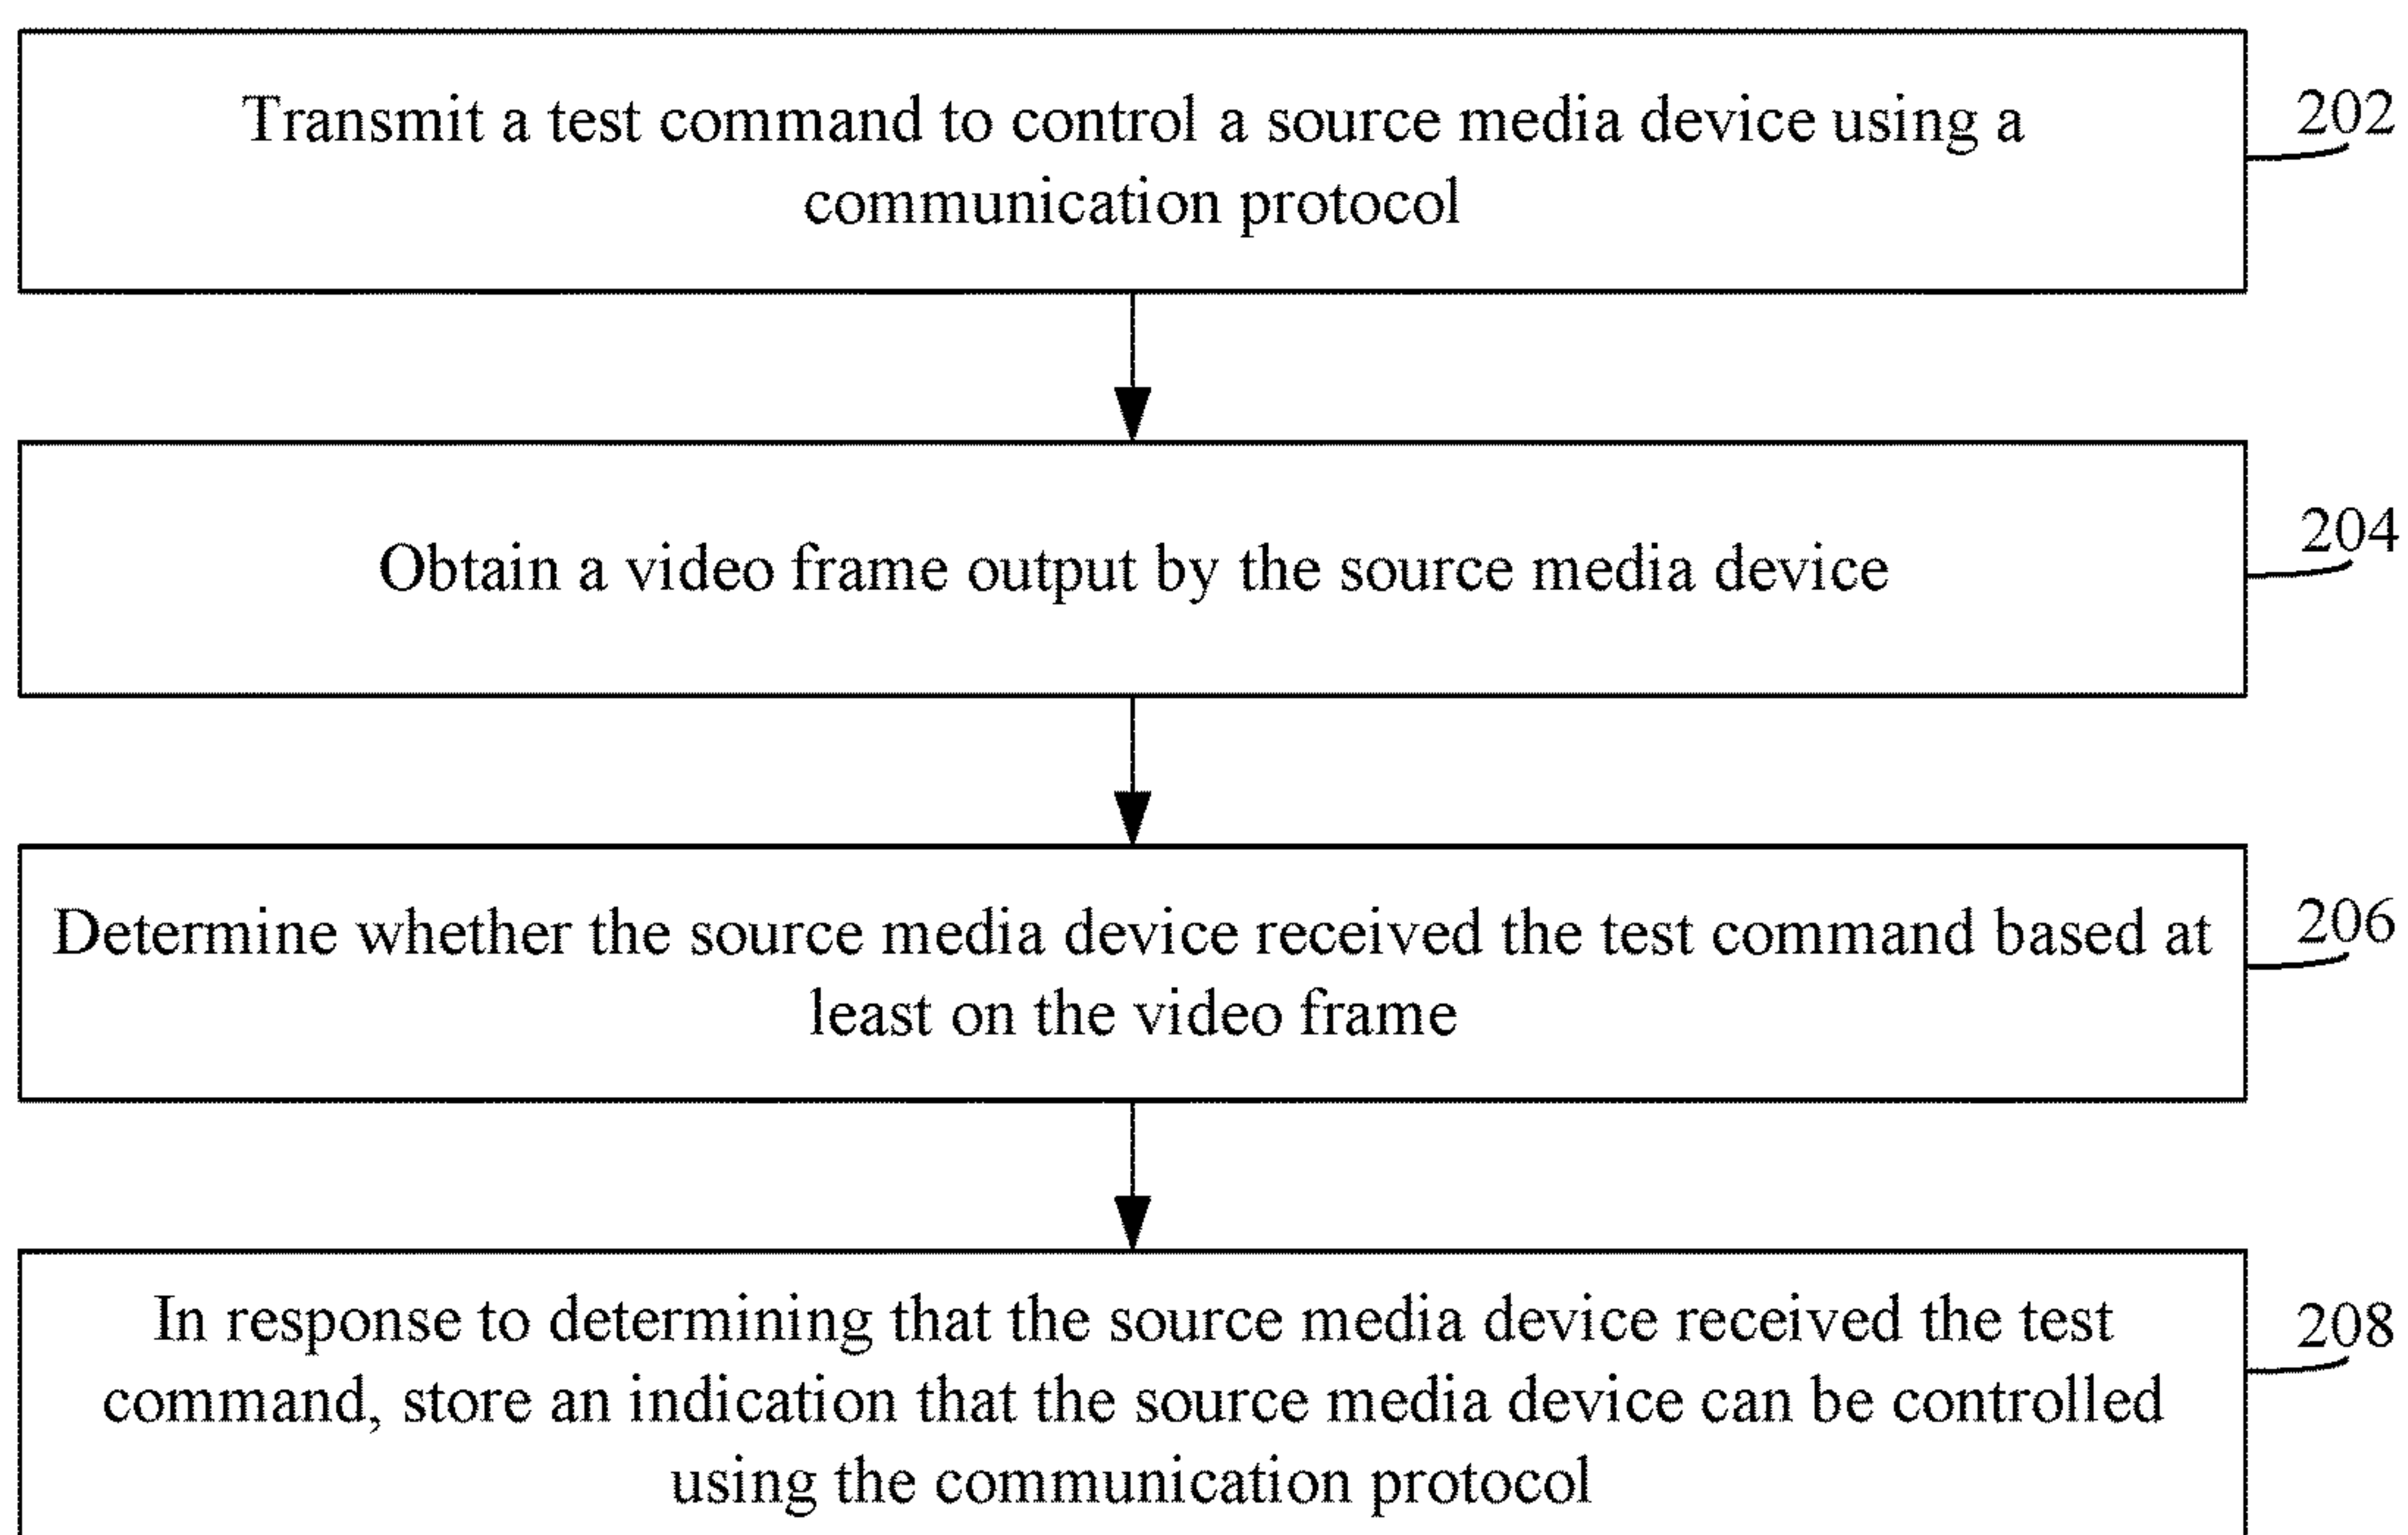 Transmit a test command to control a source media device using a
communication protocol
202
Obtain a video frame output by the source media device
204
Determine whether the source media device received the test command based at
least on the video frame
206
In response to determining that the source media device received the test
command, store an indication that the source media device can be controlled
using the communication protocol
208